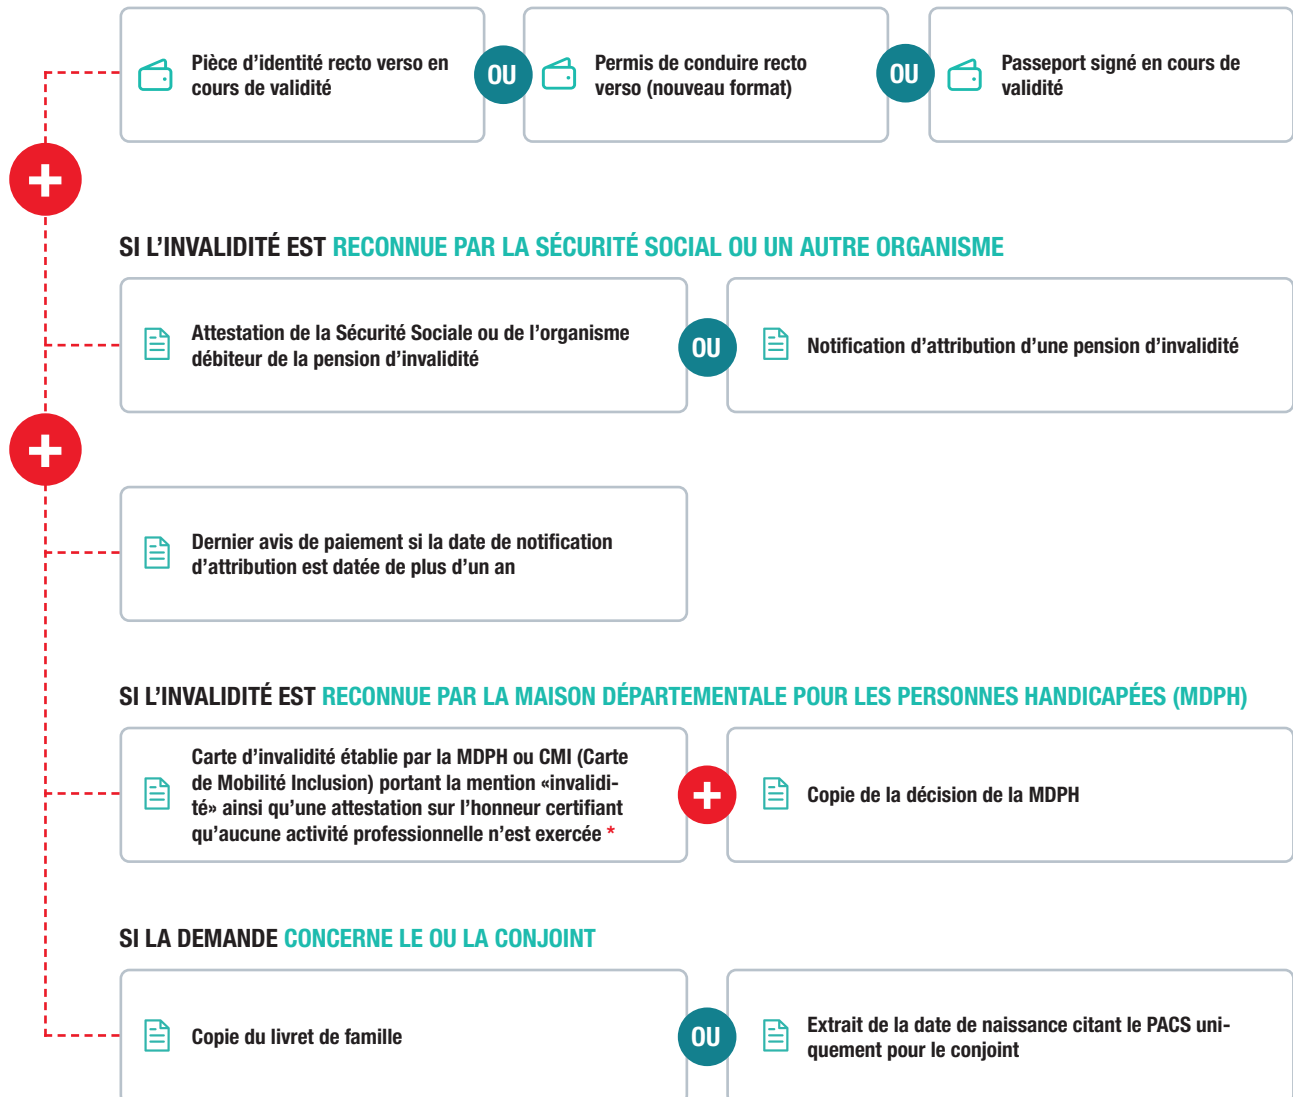 Pièce d'identité recto verso en
cours de validité
OU
Permis de conduire recto
verso (nouveau format)
OU
Passeport signé en cours de
validité
+
SI L'INVALIDITÉ EST RECONNUE PAR LA SÉCURITÉ SOCIAL OU UN AUTRE ORGANISME
Attestation de la Sécurité Sociale ou de l'organisme
débiteur de la pension d'invalidité
OU
Notification d'attribution d'une pension d'invalidité
+
Dernier avis de paiement si la date de notification
d'attribution est datée de plus d'un an
SI L'INVALIDITÉ EST RECONNUE PAR LA MAISON DÉPARTEMENTALE POUR LES PERSONNES HANDICAPÉES (MDPH)
Carte d'invalidité établie par la MDPH ou CMI (Carte
de Mobilité Inclusion) portant la mention «invalidi-
té» ainsi qu'une attestation sur l'honneur certifiant
qu'aucune activité professionnelle n'est exercée *
+
Copie de la décision de la MDPH
SI LA DEMANDE CONCERNE LE OU LA CONJOINT
Copie du livret de famille
OU
Extrait de la date de naissance citant le PACS uni-
quement pour le conjoint